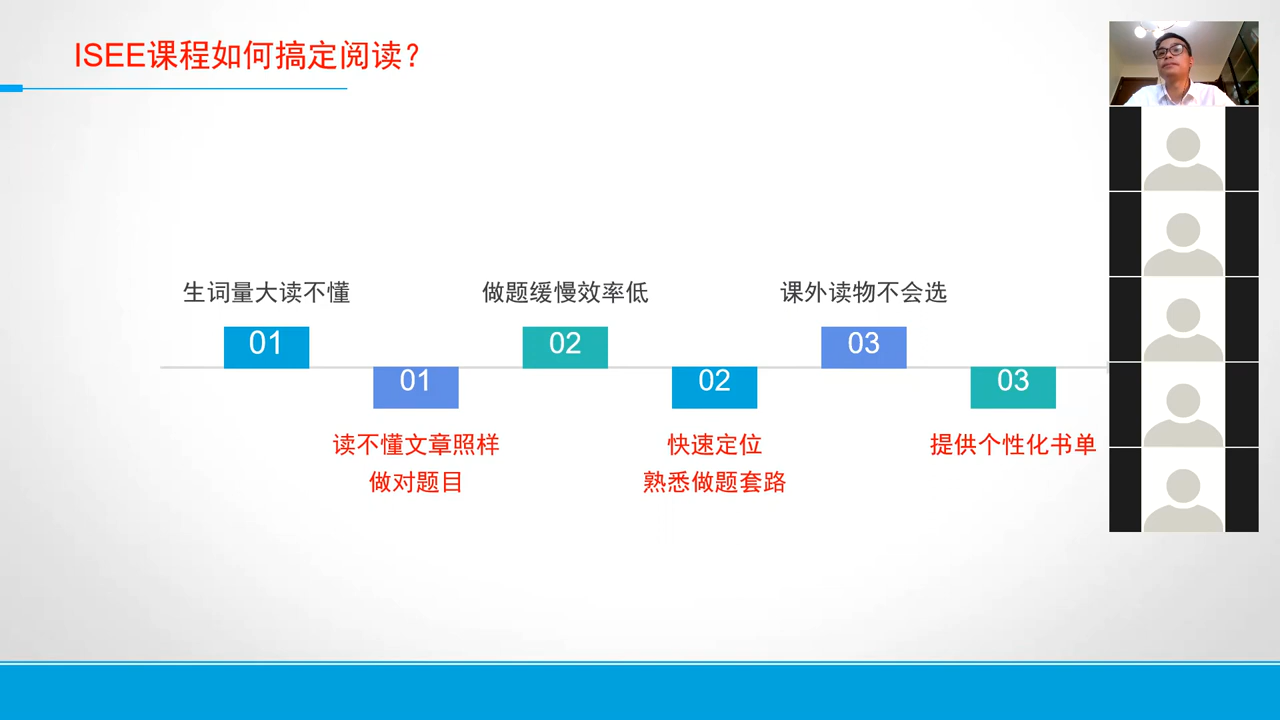 ISEE课程如何搞定阅读？
生词量大读不懂
做题缓慢效率低
课外读物不会选
01
02
03
01
02
03
读不懂文章照样
做对题目
快速定位
熟悉做题套路
提供个性化书单